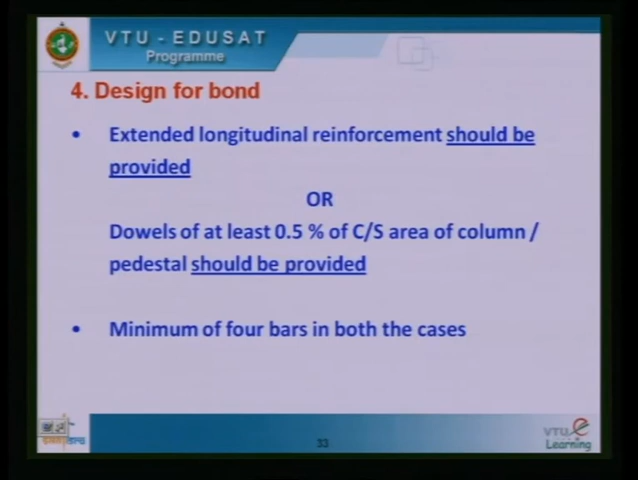 VTU - EDUSAT
Programme
4. Design for bond
• Extended longitudinal reinforcement should be
provided
OR
Dowels of at least 0.5 % of C/S area of column /
pedestal should be provided
• Minimum of four bars in both the cases
33
VTU e
Learning